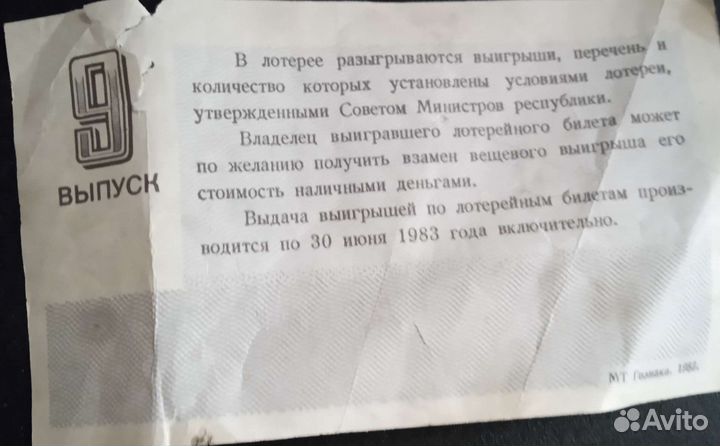 9
ВЫПУСК
В лотерее разыгрываются выигрыши, перечень и
количество которых установлены условиями лотереи,
утвержденными Советом Министров республики.
Владелец выигравшего лотерейного билета может
по желанию получить взамен вещевого выигрыша его
стоимость наличными деньгами.
Выдача выигрышей по лотерейным билетам произ-
водится по 30 июня 1983 года включительно.
МТ Гознака.
Avito